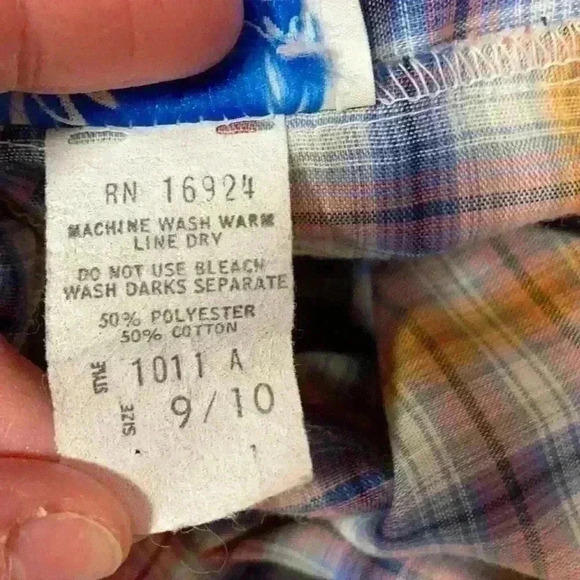 RN 16924
MACHINE WASH WARM
LINE DRY
DO NOT USE BLEACH
WASH DARKS SEPARATE
50% POLYESTER
50% COTTON
STYLE 1011 A
SIZE 9/10
1